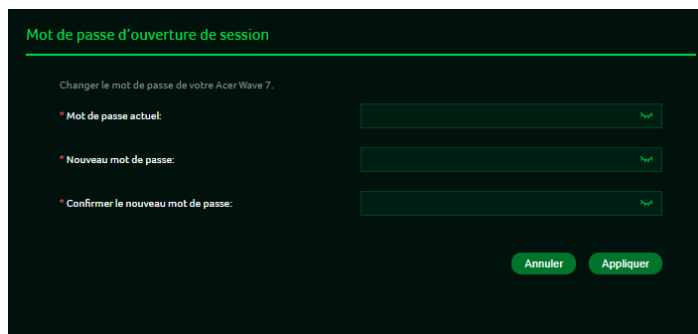 Mot de passe d’ouverture de session
Changer le mot de passe de votre Acer Wave 7.
* Mot de passe actuel:
* Nouveau mot de passe:
* Confirmer le nouveau mot de passe:
Annuler Appliquer